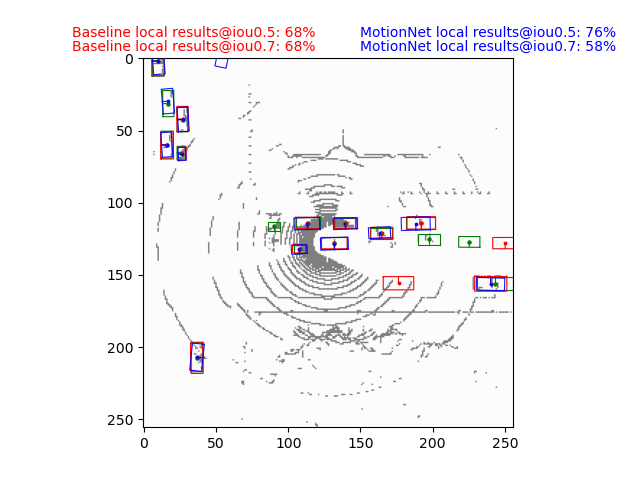 Baseline local results@iou0.5: 68% MotionNet local results@iou0.5: 76%
Baseline local results@iou0.7: 68% MotionNet local results@iou0.7: 58%
0
50
100
150
200
250
0 50 100 150 200 250